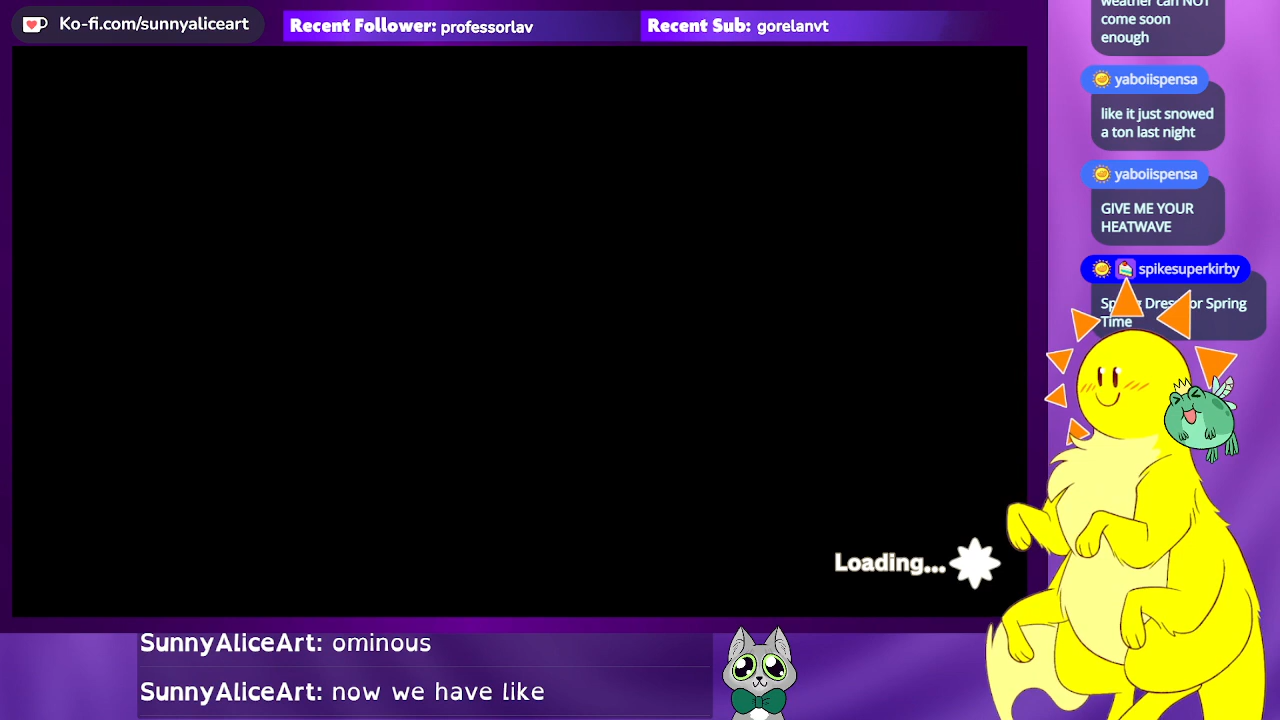 Ko-fi.com/sunnyaliceart
Recent Follower: professorlav
Recent Sub: gorelanvt
weather can NOT
come soon
enough
yaboiispensa
like it just snowed
a ton last night
yaboiispensa
GIVE ME YOUR
HEATWAVE
spikesuperkirby
Spring
Time
Loading...
SunnyAliceArt: ominous
SunnyAliceArt: now we have like